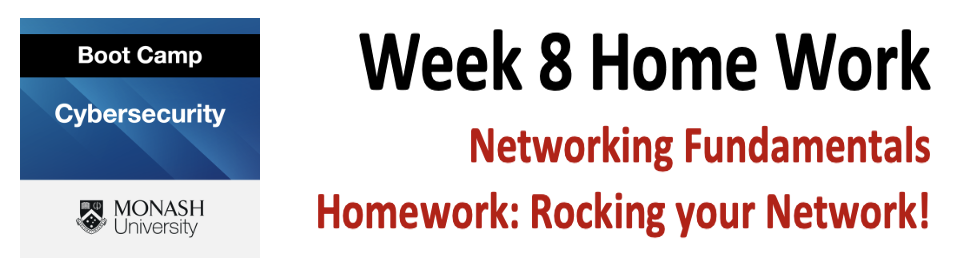 Boot Camp
Cybersecurity
MONASH
University
Week 8 Home Work
Networking Fundamentals
Homework: Rocking your Network!